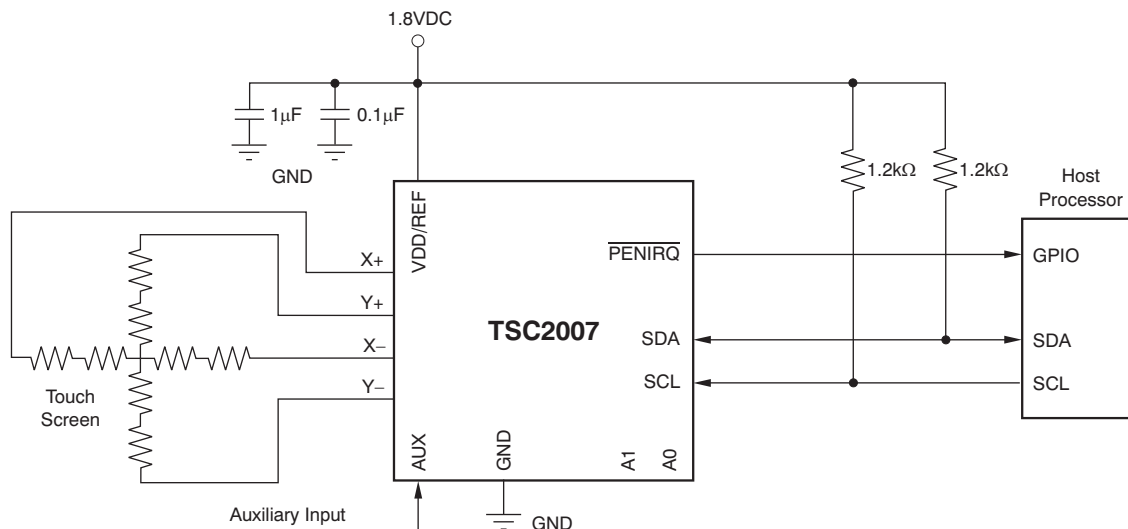 1.8VDC
1μF
0.1μF
GND
1.2kΩ
1.2kΩ
Host
Processor
VDD/REF
X+
PENIRQ
GPIO
Y+
TSC2007
X–
SDA
SDA
Y–
SCL
SCL
Touch
Screen
AUX
GND
A1
A0
Auxiliary Input
GND